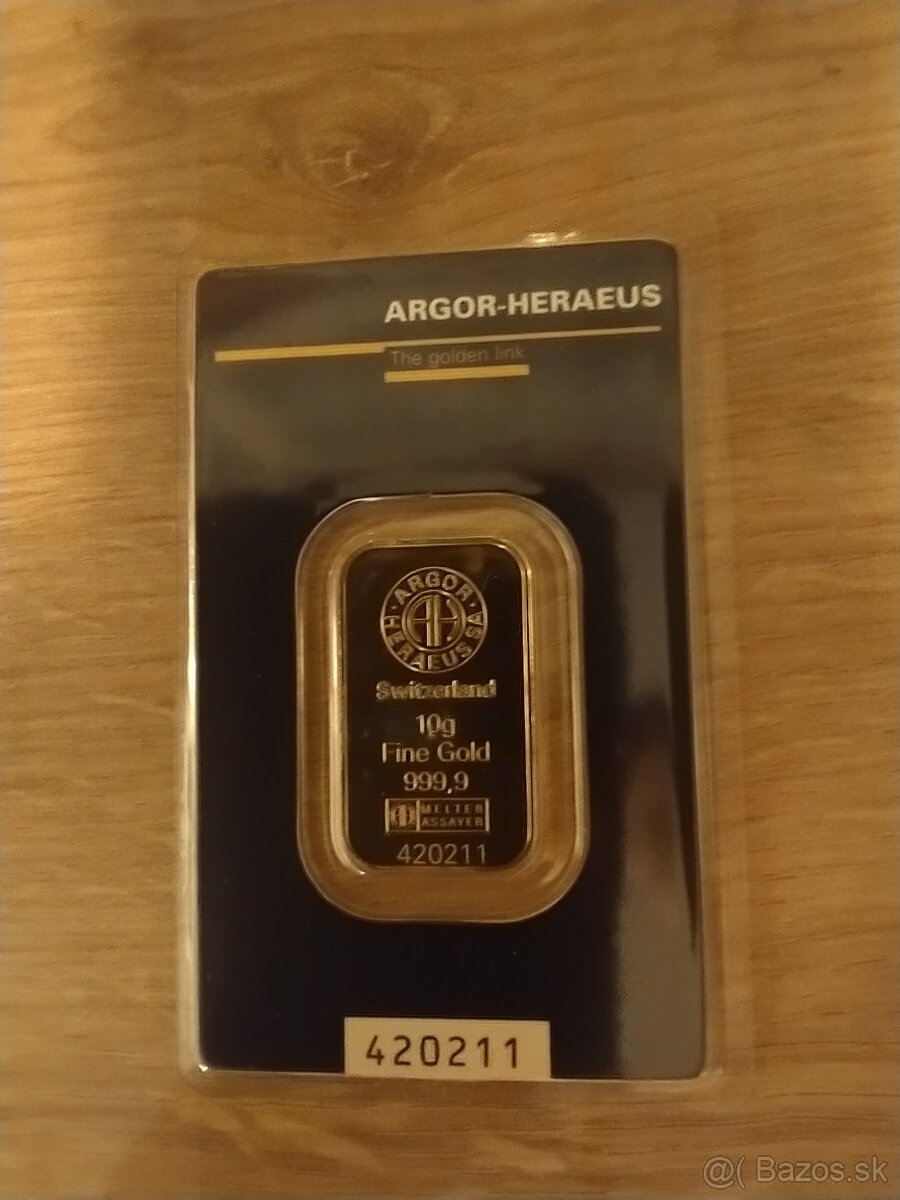 ARGOR-HERAEUS
The golden link
· ARGOR · HERAEUS SA
AH
Switzerland
10g
Fine Gold
999,9
MELTER
ASSAYER
420211
420211
@( Bazos.sk